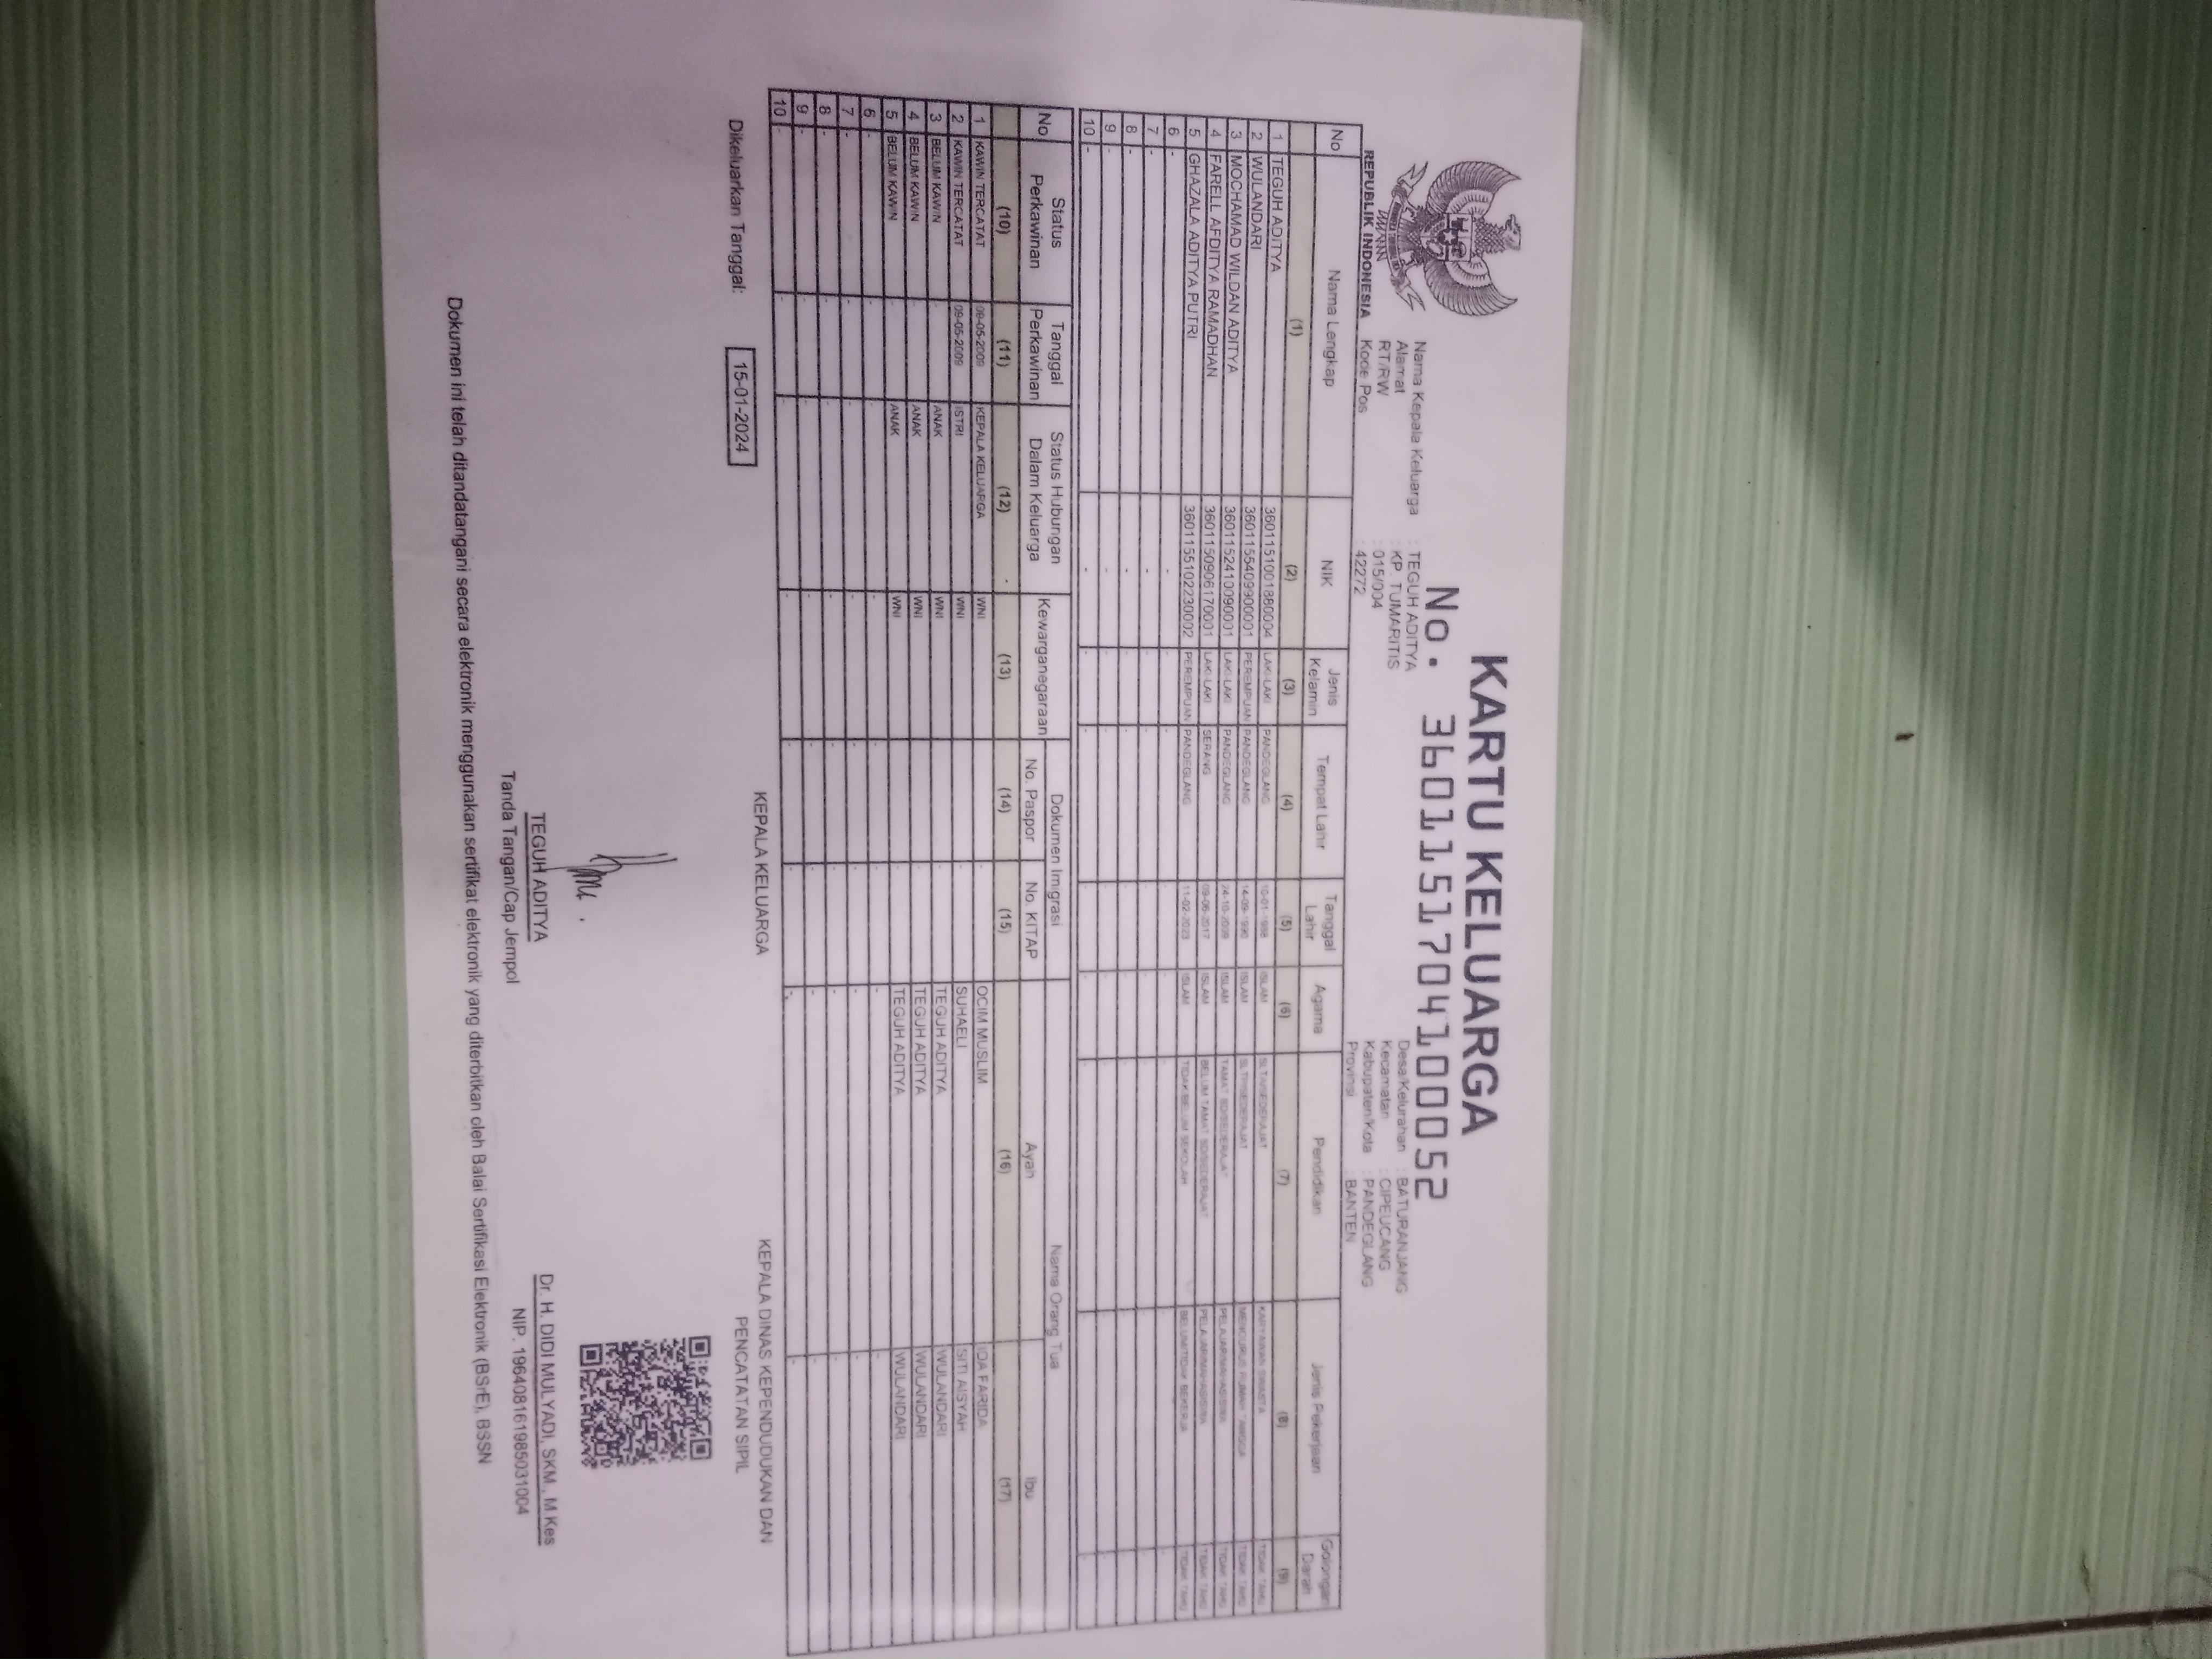 KARTU KELUARGA
No. 3601151704100052
REPUBLIK INDONESIA
Nama Kepala Keluarga : TEGUH ADITYA
Alamat : KP. TUMARITIS
RT/RW : 015/004
Kode Pos : 42272
Desa/Kelurahan : BATURANJANG
Kecamatan : CIPEUCANG
Kabupaten/Kota : PANDEGLANG
Provinsi : BANTEN
No Nama Lengkap NIK Jenis Kelamin Tempat Lahir Tanggal Lahir Agama Pendidikan Jenis Pekerjaan Golongan Darah
(1) (2) (3) (4) (5) (6) (7) (8) (9)
1 TEGUH ADITYA 3601151001880004 LAKI-LAKI PANDEGLANG 10-01-1988 ISLAM SLTA/SEDERAJAT KARYAWAN SWASTA TIDAK TAHU
2 WULANDARI 3601155409900001 PEREMPUAN PANDEGLANG 14-09-1990 ISLAM SLTP/SEDERAJAT MENGURUS RUMAH TANGGA TIDAK TAHU
3 MOCHAMAD WILDAN ADITYA 3601152410090001 LAKI-LAKI PANDEGLANG 24-10-2009 ISLAM TAMAT SD/SEDERAJAT PELAJAR/MAHASISWA TIDAK TAHU
4 FARELL AFDITYA RAMADHAN 3601150906170001 LAKI-LAKI SERANG 09-06-2017 ISLAM BELUM TAMAT SD/SEDERAJAT PELAJAR/MAHASISWA TIDAK TAHU
5 GHAZALA ADITYA PUTRI 3601155102230002 PEREMPUAN PANDEGLANG 11-02-2023 ISLAM TIDAK/BELUM SEKOLAH BELUM/TIDAK BEKERJA TIDAK TAHU
6 - - - - - - - - -
7 - - - - - - - - -
8 - - - - - - - - -
9 - - - - - - - - -
10 - - - - - - - - -
No Status Perkawinan Tanggal Perkawinan Status Hubungan Dalam Keluarga Kewarganegaraan Dokumen Imigrasi Nama Orang Tua
No. Paspor No. KITAP Ayah Ibu
(10) (11) (12) (13) (14) (15) (16) (17)
1 KAWIN TERCATAT 09-05-2009 KEPALA KELUARGA WNI - OCIM MUSLIM IDA FARIDA
2 KAWIN TERCATAT 09-05-2009 ISTRI WNI - SUHAELI SITI AISYAH
3 BELUM KAWIN - ANAK WNI - TEGUH ADITYA WULANDARI
4 BELUM KAWIN - ANAK WNI - TEGUH ADITYA WULANDARI
5 BELUM KAWIN - ANAK WNI - TEGUH ADITYA WULANDARI
6 - - - - - - - -
7 - - - - - - - -
8 - - - - - - - -
9 - - - - - - - -
10 - - - - - - - -
Dikeluarkan Tanggal: 15-01-2024
KEPALA KELUARGA
TEGUH ADITYA
Tanda Tangan/Cap Jempol
KEPALA DINAS KEPENDUDUKAN DAN
PENCATATAN SIPIL
Dr. H. DIDI MULYADI, SKM., M.Kes
NIP. 196408161985031004
Dokumen ini telah ditandatangani secara elektronik menggunakan sertifikat elektronik yang diterbitkan oleh Balai Sertifikasi Elektronik (BSrE), BSSN